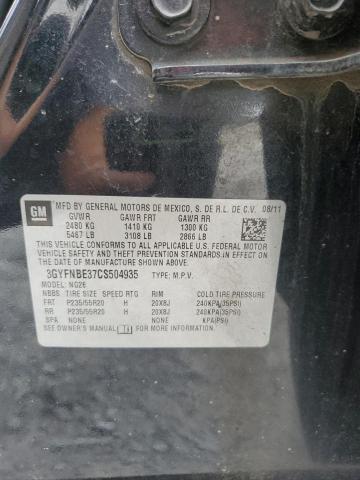 GM
MFD BY GENERAL MOTORS DE MEXICO, S. DE R.L. DE C.V. 08/11
GVWR GAWR FRT GAWR RR
2480 KG 1410 KG 1300 KG
5467 LB 3108 LB 2866 LB
THIS VEHICLE CONFORMS TO ALL APPLICABLE U.S. FEDERAL MOTOR
VEHICLE SAFETY AND THEFT PREVENTION STANDARDS IN EFFECT ON
THE DATE OF MANUFACTURE SHOWN ABOVE.
3GYFNBE37CS504935 TYPE: M.P.V.
MODEL: NG26
NBBS TIRE SIZE SPEED RTG RIM COLD TIRE PRESSURE
FRT P235/55R20 H 20X8J 240KPA(35PSI)
RR P235/55R20 H 20X8J 240KPA(35PSI)
SPA NONE NONE KPA(PSI)
SEE OWNER'S MANUAL